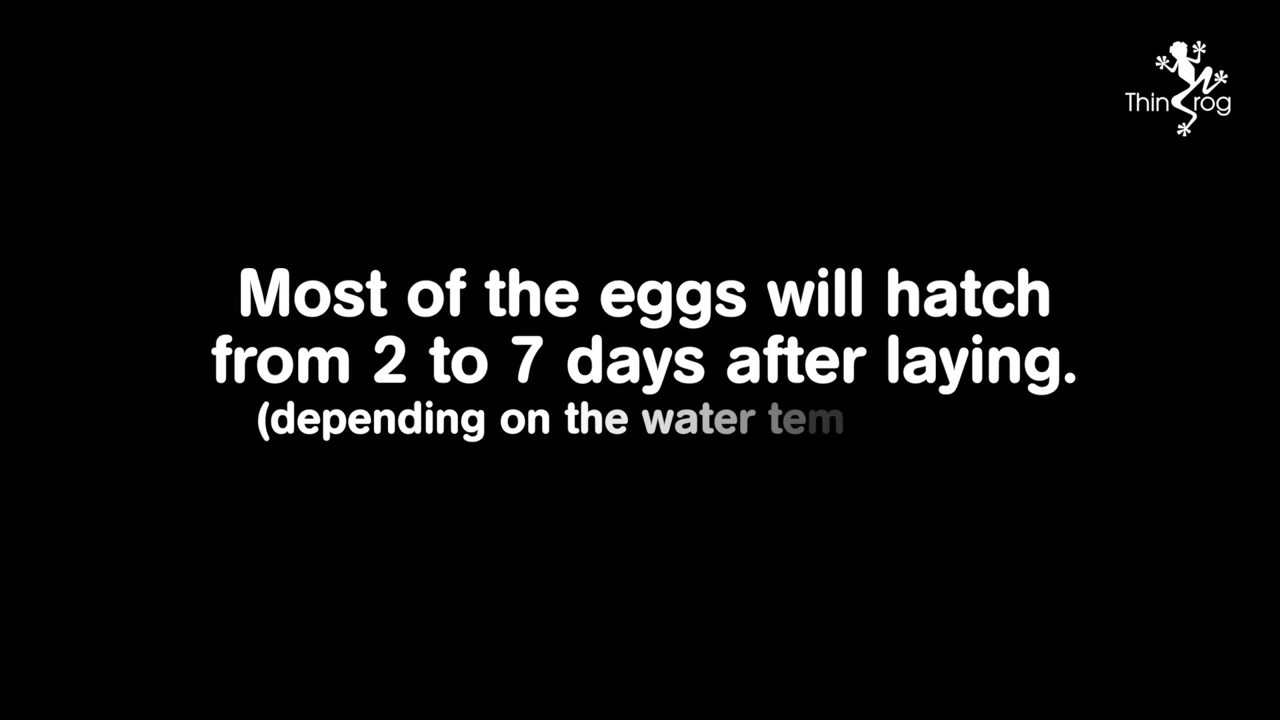 Thin rog
Most of the eggs will hatch
from 2 to 7 days after laying.
(depending on the water tem